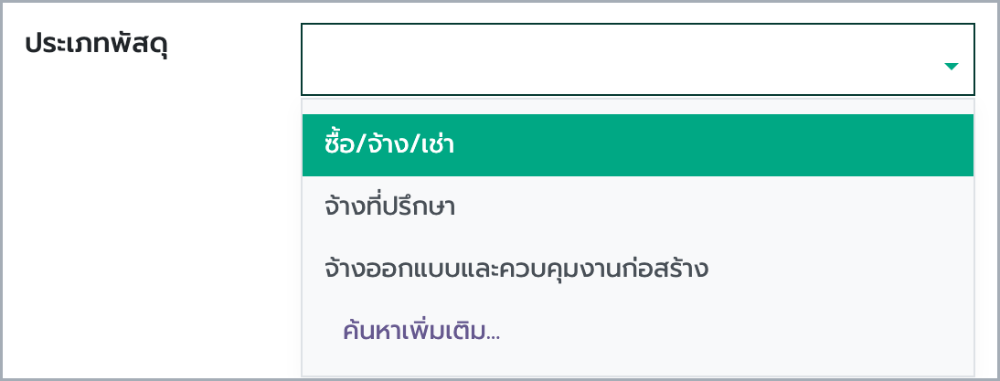 ประเภทพัสดุ
ซื้อ/จ้าง/เช่า
จ้างที่ปรึกษา
จ้างออกแบบและควบคุมงานก่อสร้าง
ค้นหาเพิ่มเติม...